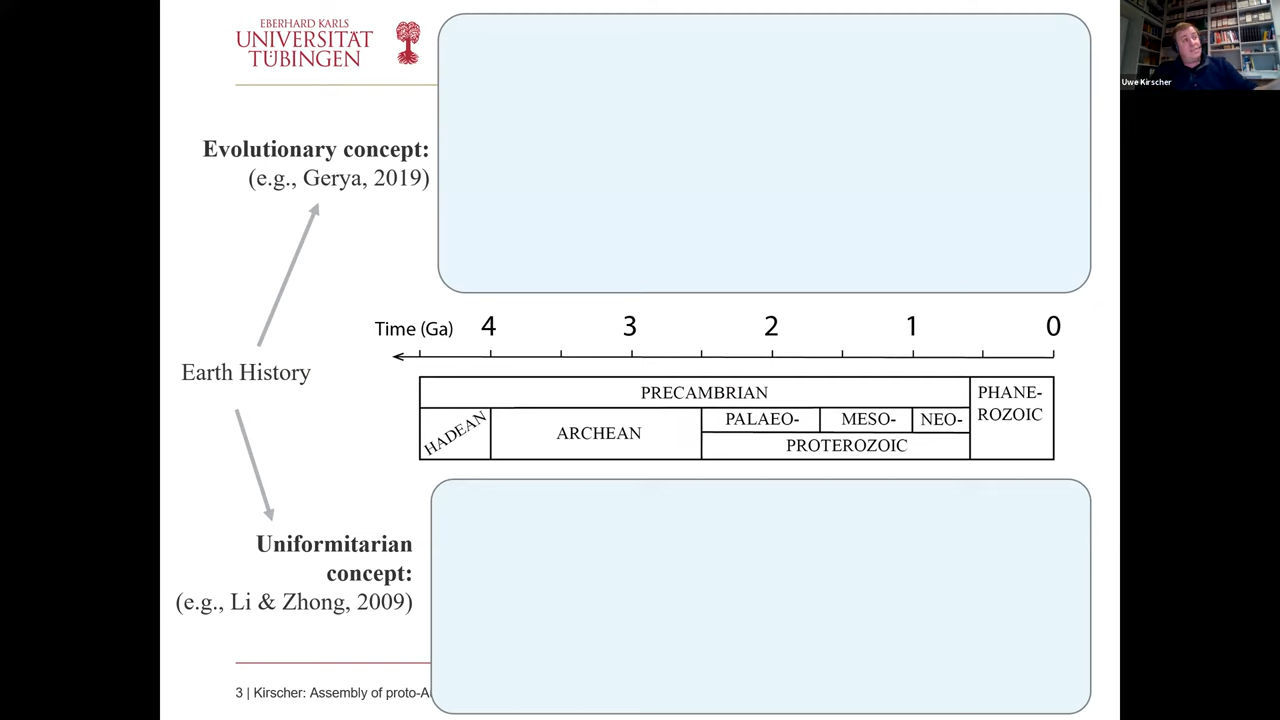 EBERHARD KARLS
UNIVERSITÄT
TÜBINGEN
Uwe Kirscher
Evolutionary concept:
(e.g., Gerya, 2019)
Time (Ga) 4 3 2 1 0
Earth History
PRECAMBRIAN
PHANE-
ROZOIC
HADEAN
ARCHEAN
PALAEO-
MESO-
NEO-
PROTEROZOIC
Uniformitarian
concept:
(e.g., Li & Zhong, 2009)
3 | Kirscher: Assembly of proto-A